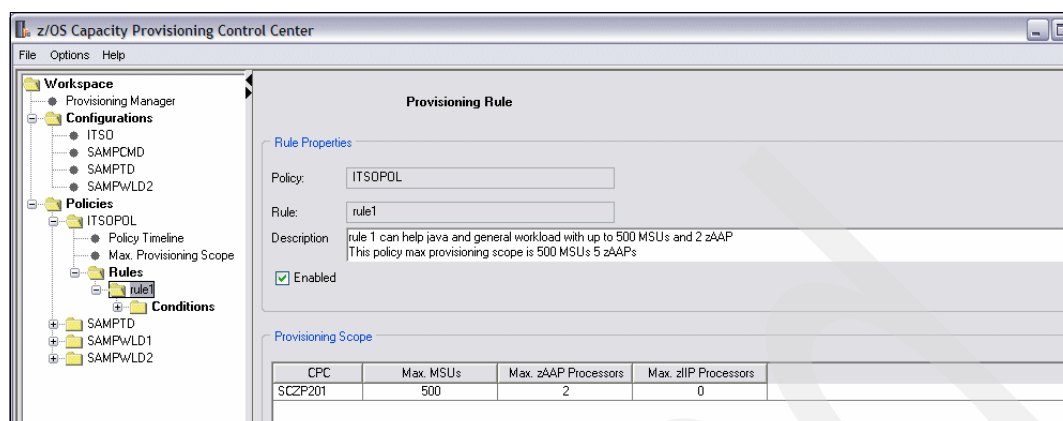 z/OS Capacity Provisioning Control Center
File Options Help
Workspace
Provisioning Manager
Configurations
ITSO
SAMPCMD
SAMPTD
SAMPWLD2
Policies
ITSOPOL
Policy Timeline
Max. Provisioning Scope
Rules
rule1
Conditions
SAMPTD
SAMPWLD1
SAMPWLD2
Provisioning Rule
Rule Properties
Policy: ITSOPOL
Rule: rule1
Description rule 1 can help java and general workload with up to 500 MSUs and 2 zAAP
This policy max provisioning scope is 500 MSUs 5 zAAPs
Enabled
Provisioning Scope
CPC Max. MSUs Max. zAAP Processors Max. zIIP Processors
SCZP201 500 2 0